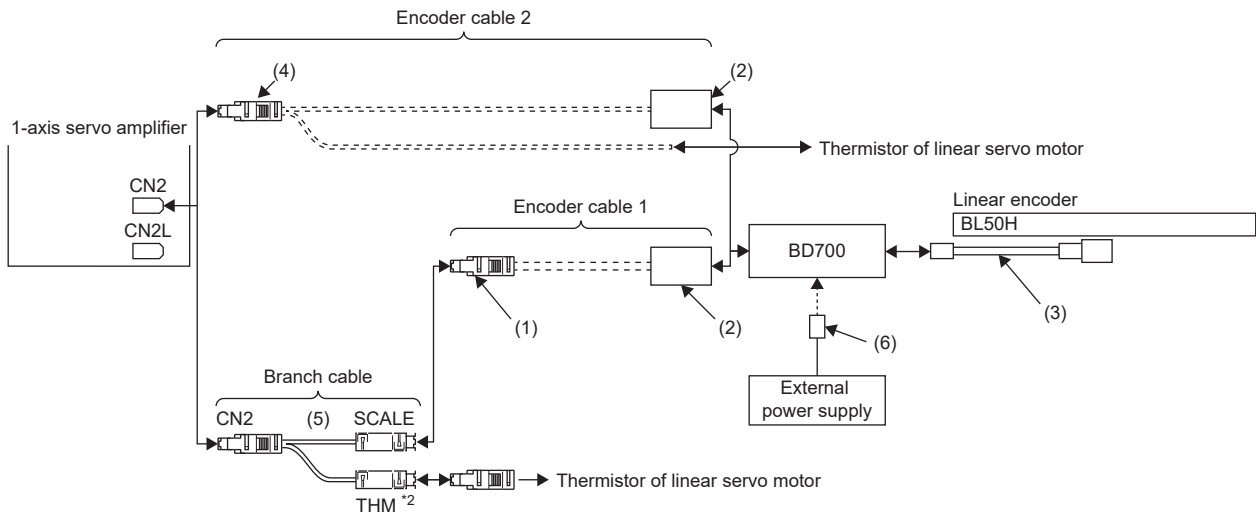 Encoder cable 2
(4)
(2)
1-axis servo amplifier
Thermistor of linear servo motor
CN2
CN2L
Encoder cable 1
Linear encoder
BL50H
BD700
(1)
(2)
(3)
(6)
External
power supply
Branch cable
CN2
(5)
SCALE
THM *2
Thermistor of linear servo motor